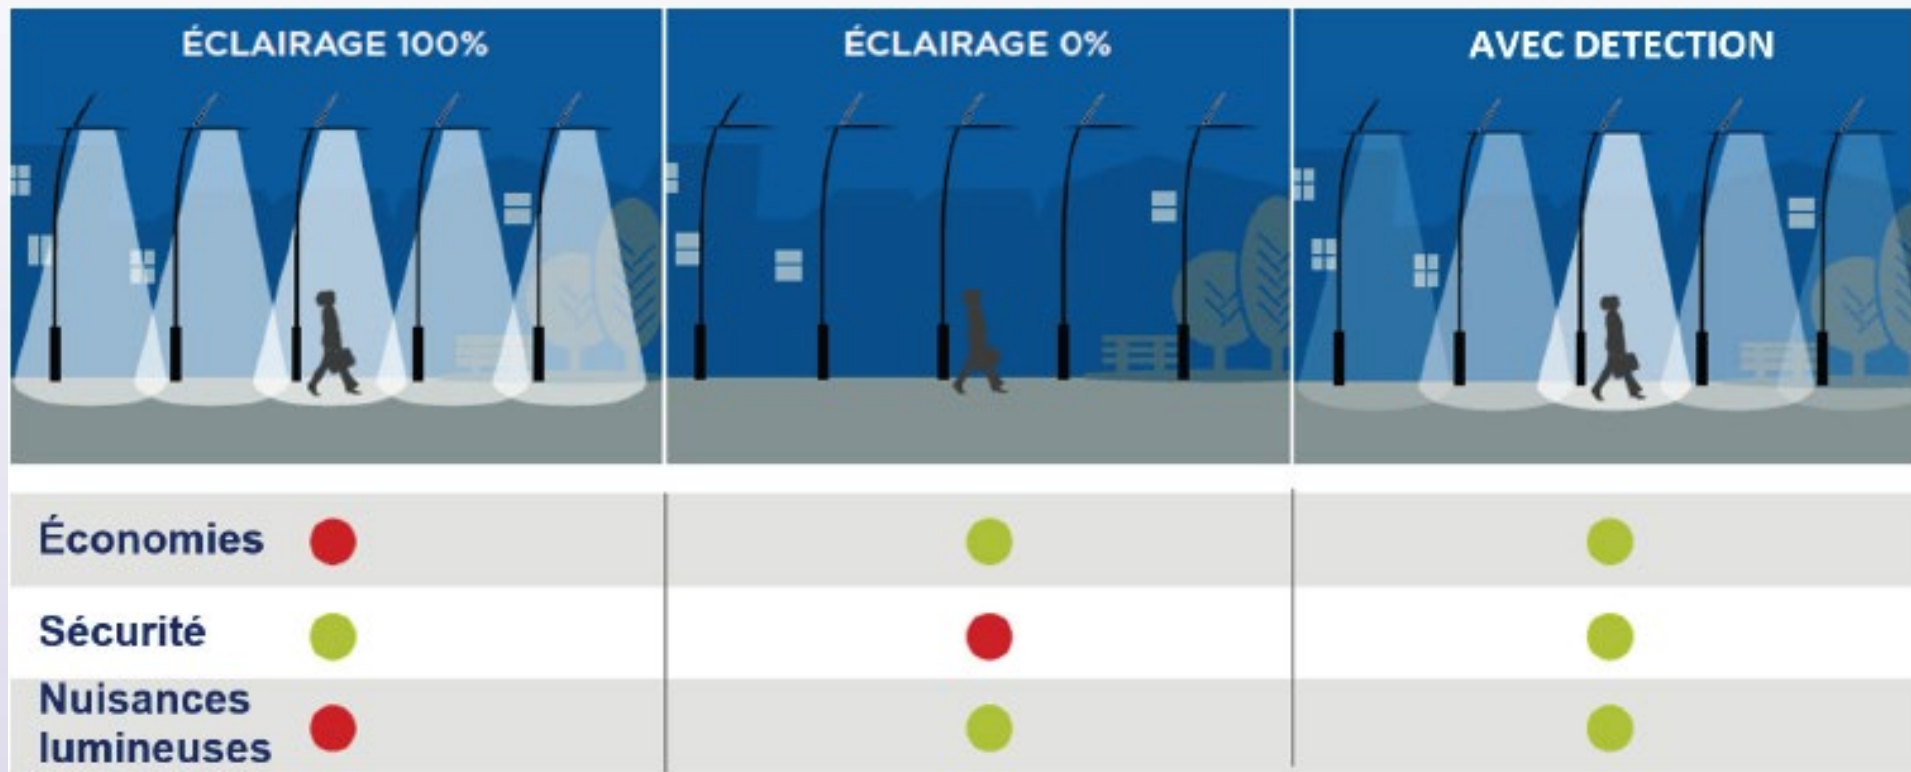 ÉCLAIRAGE 100%
ÉCLAIRAGE 0%
AVEC DETECTION
Économies
Sécurité
Nuisances
lumineuses